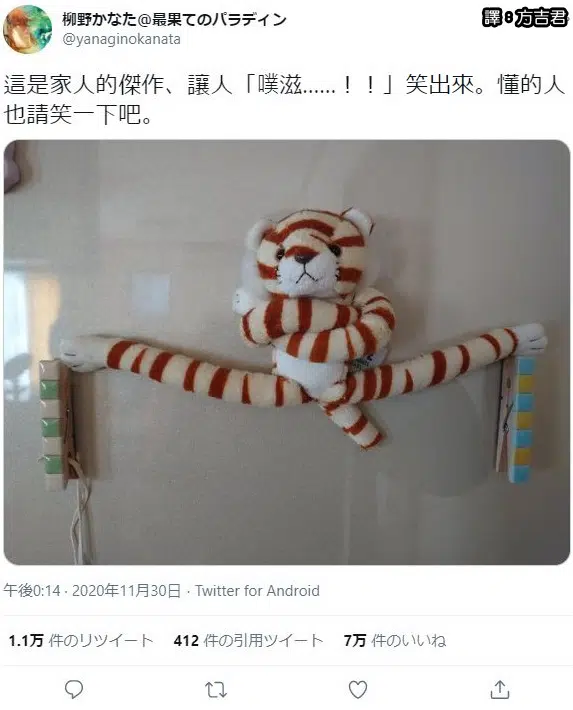 柳野かなた@最果てのパラディン
譯:方吉君
@yanaginokanata
這是家人的傑作、讓人「噗滋......！！」笑出來。懂的人
也請笑一下吧。
午後0:14 · 2020年11月30日 · Twitter for Android
1.1万 件のリツイート 412 件の引用ツイート 7万 件のいいね